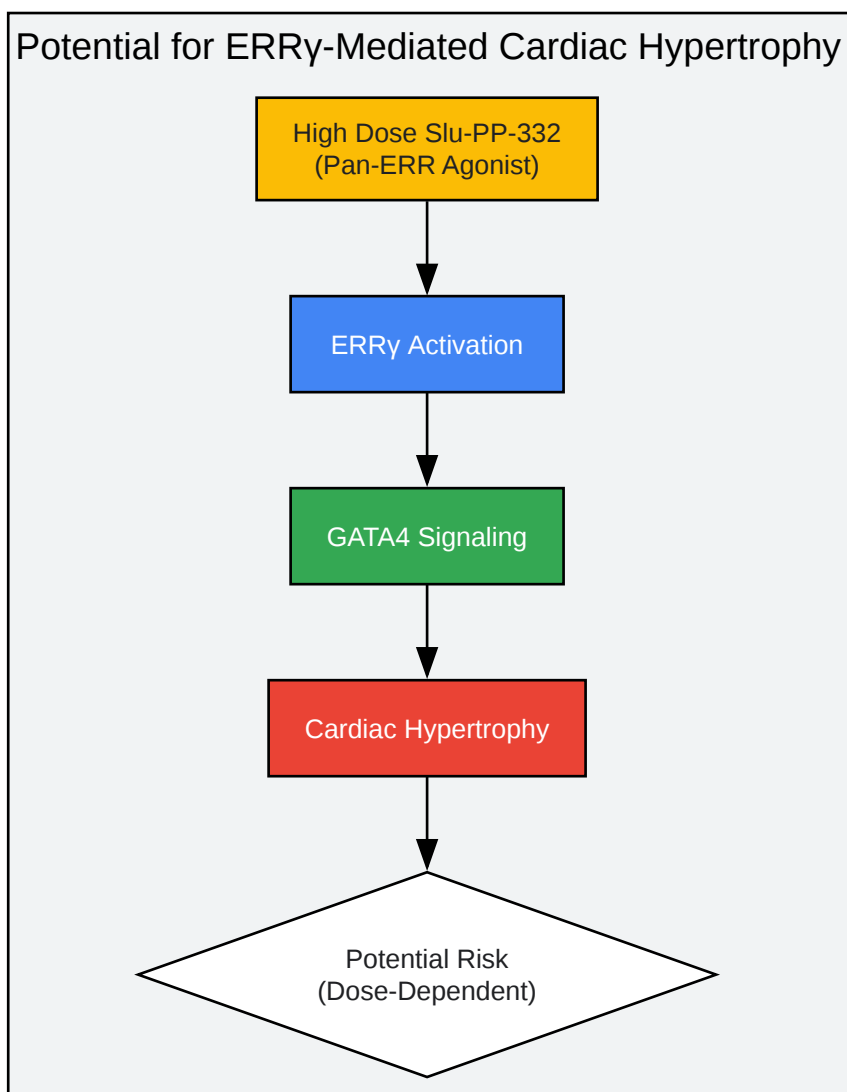 Potential for ERRγ-Mediated Cardiac Hypertrophy
High Dose Slu-PP-332
(Pan-ERR Agonist)
ERRγ Activation
GATA4 Signaling
Cardiac Hypertrophy
Potential Risk
(Dose-Dependent)